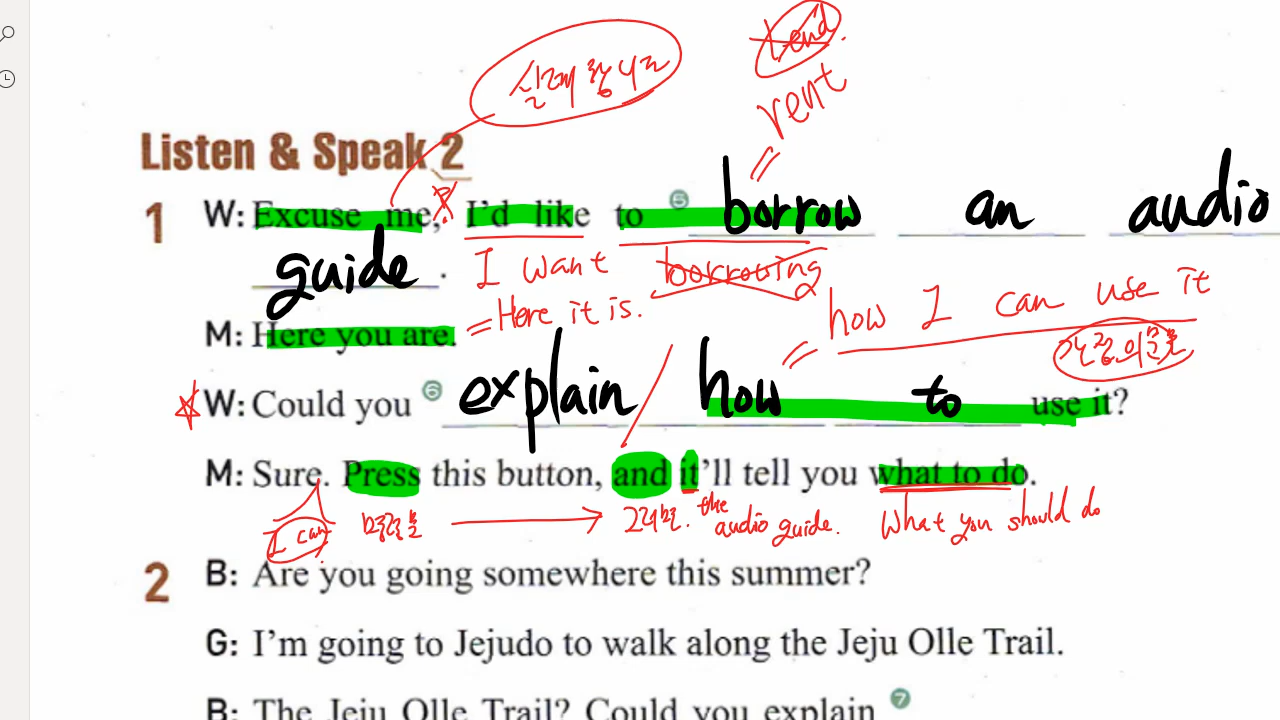 lend.
실례합니다
rent
Listen & Speak 2
=
1 W: Excuse me, I'd like to ⑤ borrow an audio
guide.
I want borrowing
M: Here you are. = Here it is.
how I can use it
=
간접의문문
W: Could you ⑥ explain / how to use it?
M: Sure. Press this button, and it'll tell you what to do.
I can 명령문 → 그러면. the audio guide. What you should do
2 B: Are you going somewhere this summer?
G: I'm going to Jejudo to walk along the Jeju Olle Trail.
B: The Jeju Olle Trail? Could you explain ⑦